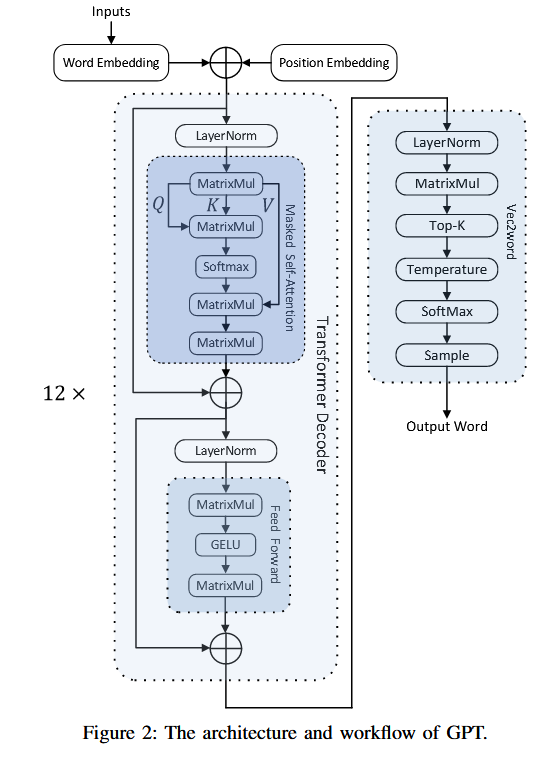 Inputs
Word Embedding
Position Embedding
LayerNorm
MatrixMul
Q
K
V
MatrixMul
Softmax
MatrixMul
MatrixMul
Masked Self-Attention
12 ×
LayerNorm
MatrixMul
GELU
MatrixMul
Feed Forward
Transformer Decoder
LayerNorm
MatrixMul
Top-K
Temperature
SoftMax
Sample
Vec2word
Output Word
Figure 2: The architecture and workflow of GPT.